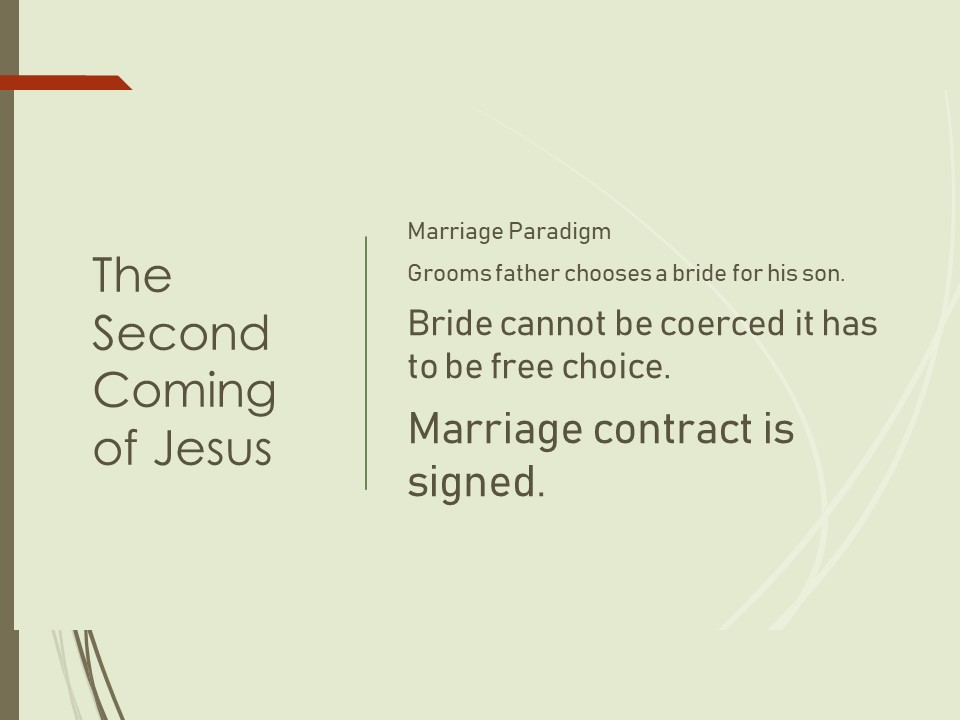 The
Second
Coming
of Jesus
Marriage Paradigm
Grooms father chooses a bride for his son.
Bride cannot be coerced it has
to be free choice.
Marriage contract is
signed.